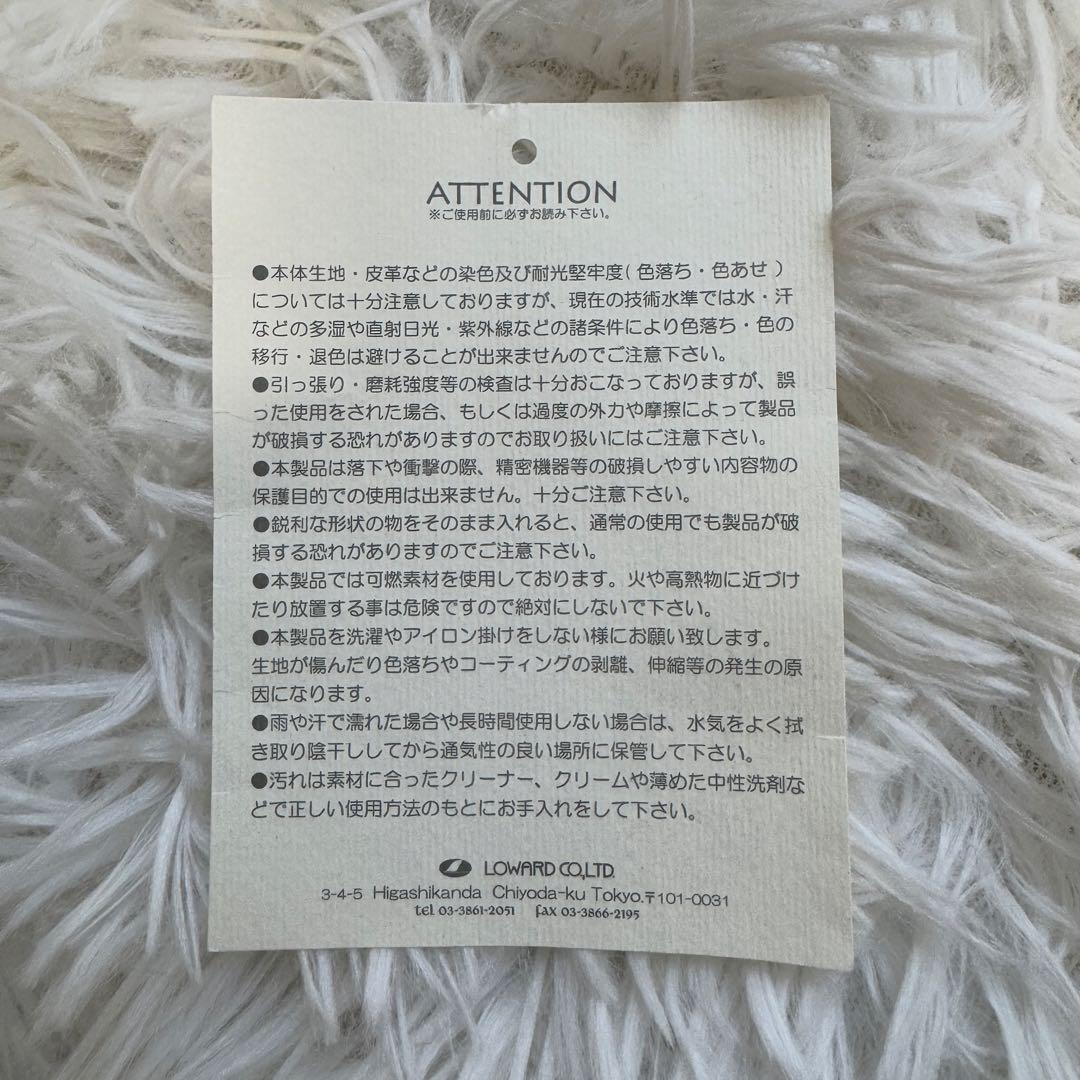 ATTENTION
※ご使用前に必ずお読み下さい。
●本体生地・皮革などの染色及び耐光堅牢度(色落ち・色あせ)
については十分注意しておりますが、現在の技術水準では水・汗
などの多湿や直射日光・紫外線などの諸条件により色落ち・色の
移行・退色は避けることが出来ませんのでご注意下さい。
●引っ張り・磨耗強度等の検査は十分おこなっておりますが、誤
った使用をされた場合、もしくは過度の外力や摩擦によって製品
が破損する恐れがありますのでお取り扱いにはご注意下さい。
●本製品は落下や衝撃の際、精密機器等の破損しやすい内容物の
保護目的での使用は出来ません。十分ご注意下さい。
●鋭利な形状の物をそのまま入れると、通常の使用でも製品が破
損する恐れがありますのでご注意下さい。
●本製品では可燃素材を使用しております。火や高熱物に近づけ
たり放置する事は危険ですので絶対にしないで下さい。
●本製品を洗濯やアイロン掛けをしない様にお願い致します。
生地が傷んだり色落ちやコーティングの剥離、伸縮等の発生の原
因になります。
●雨や汗で濡れた場合や長時間使用しない場合は、水気をよく拭
き取り陰干ししてから通気性の良い場所に保管して下さい。
●汚れは素材に合ったクリーナー、クリームや薄めた中性洗剤な
どで正しい使用方法のもとにお手入れをして下さい。
LOWARD CO.,LTD.
3-4-5 Higashikanda Chiyoda-ku Tokyo.〒101-0031
tel 03-3861-2051 fax 03-3866-2195